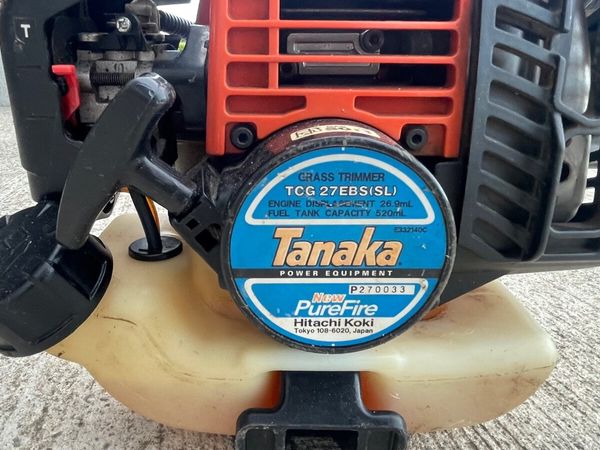 T
GRASS TRIMMER
TCG 27EBS(SL)
ENGINE DISPLACEMENT 26.9mL
FUEL TANK CAPACITY 520mL
E332140C
Tanaka
POWER EQUIPMENT
P270033
New
PureFire
Hitachi Koki
Tokyo 108-6020, Japan